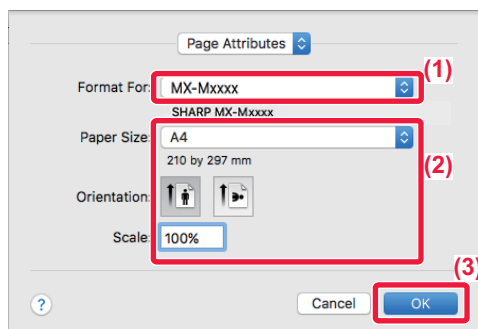 Page Attributes
(1)
Format For: MX-Mxxxx
SHARP MX-Mxxxx
Paper Size: A4
210 by 297 mm
(2)
Orientation:
Scale: 100%
(3)
? Cancel OK